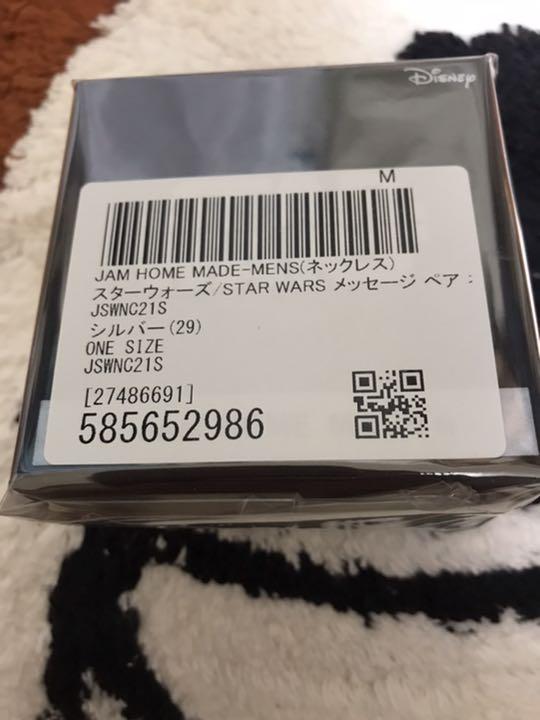 Disney
M
JAM HOME MADE-MENS(ネックレス)
スターウォーズ/STAR WARS メッセージ ペア
JSWNC21S
シルバー(29)
ONE SIZE
JSWNC21S
[27486691]
585652986